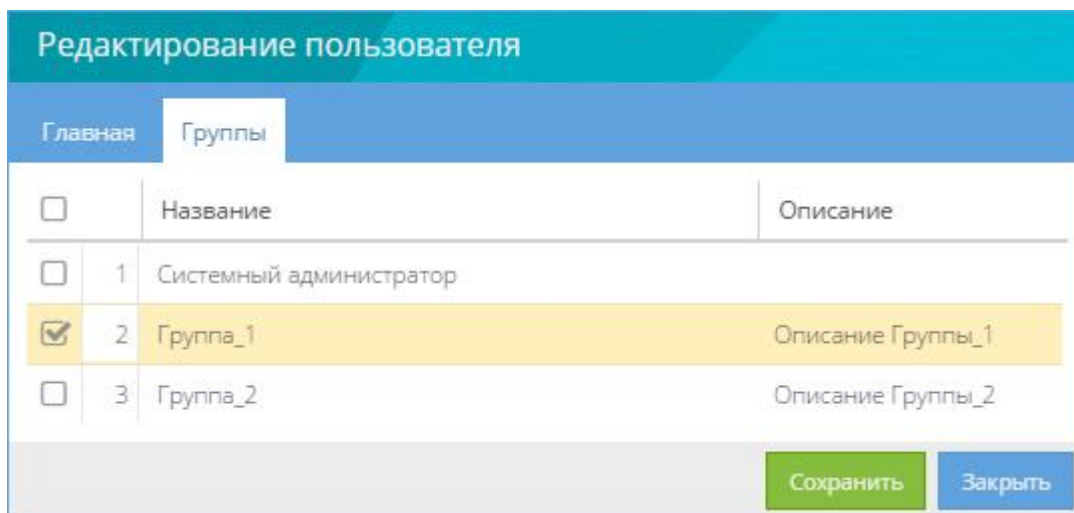 Редактирование пользователя
Главная Группы
Название Описание
1 Системный администратор
2 Группа_1 Описание Группы_1
3 Группа_2 Описание Группы_2
Сохранить Закрыть